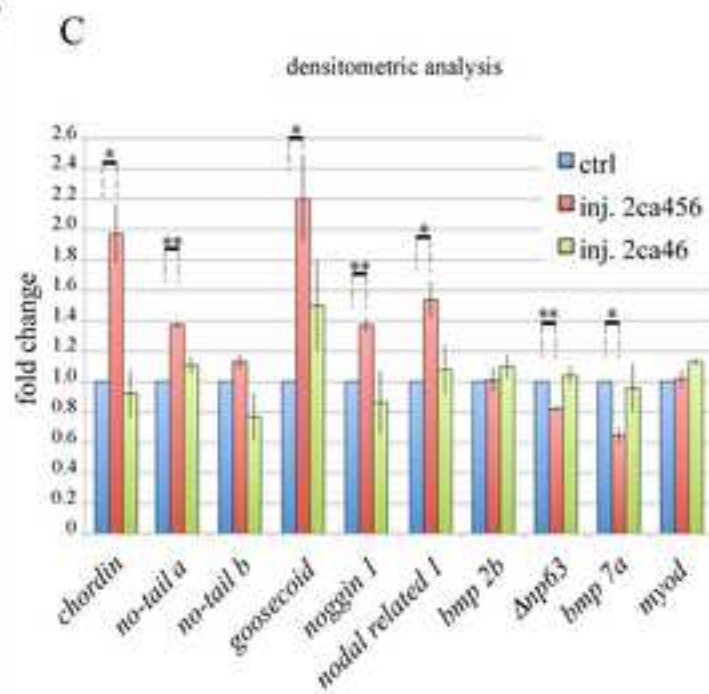 C
densitometric analysis
2.6
2.4
2.2
2.0
1.8
1.6
1.4
1.2
1.0
0.8
0.6
0.4
0.2
0
fold change
* ** * ** * ** *
ctrl
inj. 2ca456
inj. 2ca46
chordin
no-tail a
no-tail b
goosecoid
noggin 1
nodal related 1
bmp 2b
Δnp63
bmp 7a
myod